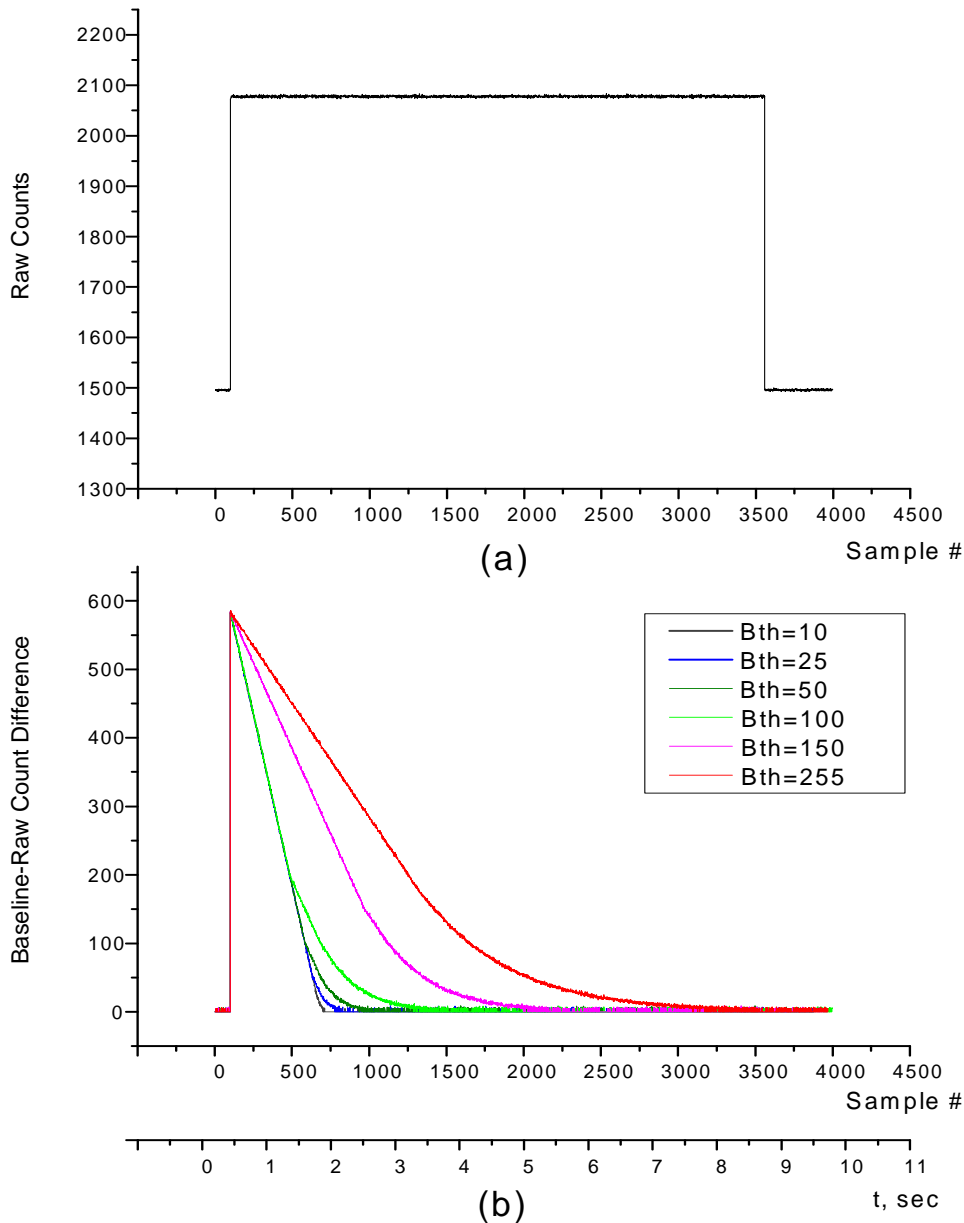 2200
2100
2000
1900
1800
1700
1600
1500
1400
1300
Raw Counts
0 500 1000 1500 2000 2500 3000 3500 4000 4500
Sample #
(a)
600
500
400
300
200
100
0
Baseline-Raw Count Difference
Bth=10
Bth=25
Bth=50
Bth=100
Bth=150
Bth=255
0 500 1000 1500 2000 2500 3000 3500 4000 4500
Sample #
0 1 2 3 4 5 6 7 8 9 10 11
t, sec
(b)